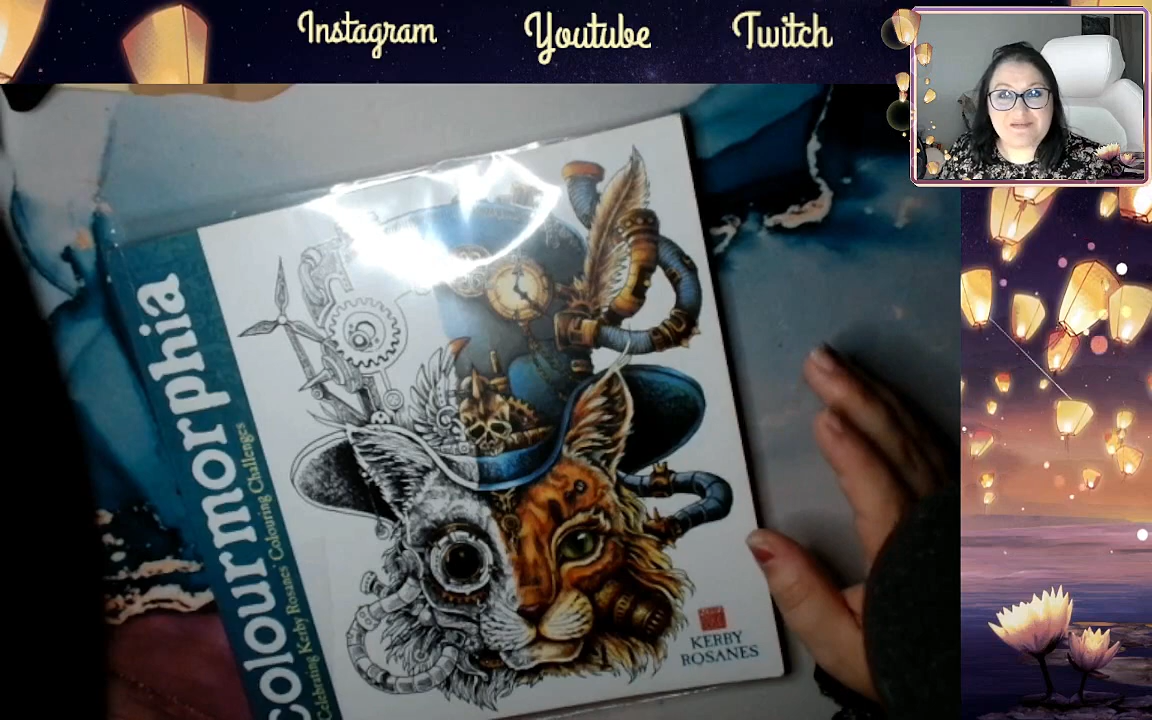 Instagram Youtube Twitch
Colourmorphia
Celebrating Kerby Rosanes' Colouring Challenges
KERBY
ROSANES